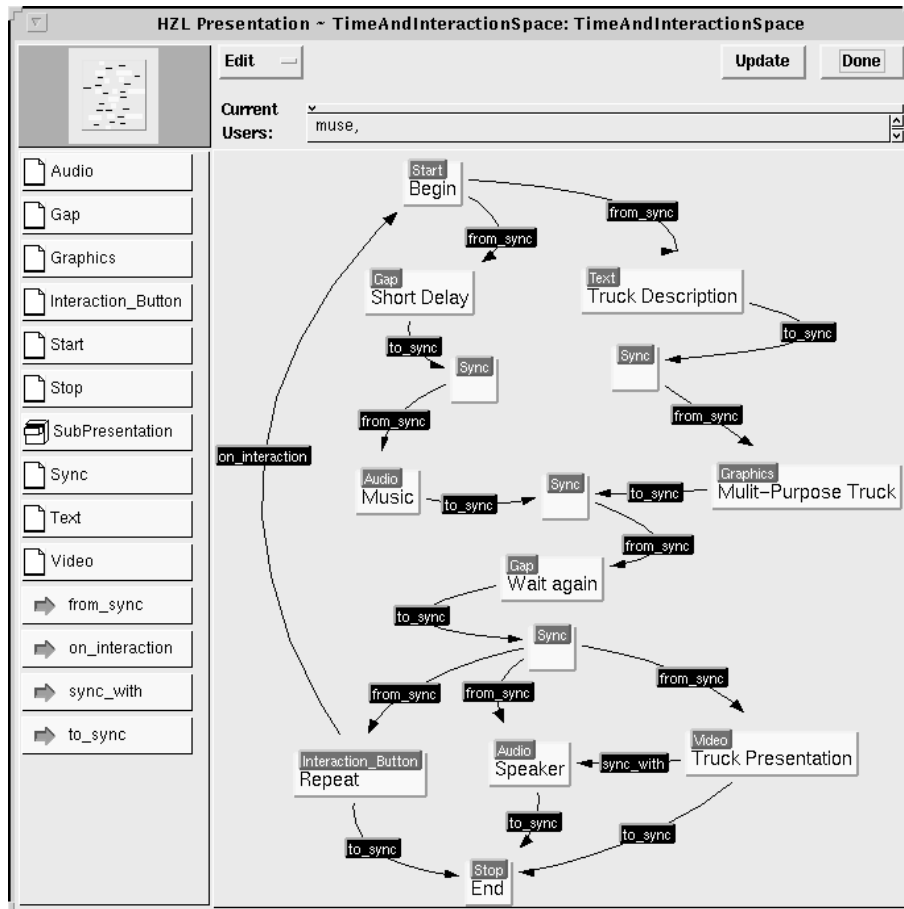 HZL Presentation ~ TimeAndInteractionSpace: TimeAndInteractionSpace
Edit
Update
Done
Current
Users:
muse,
Audio
Gap
Graphics
Interaction_Button
Start
Stop
SubPresentation
Sync
Text
Video
from_sync
on_interaction
sync_with
to_sync
Start
Begin
from_sync
from_sync
Gap
Short Delay
Text
Truck Description
to_sync
to_sync
Sync
Sync
from_sync
from_sync
on_interaction
Audio
Music
to_sync
Sync
to_sync
Graphics
Mulit-Purpose Truck
from_sync
Gap
Wait again
to_sync
Sync
from_sync
from_sync
from_sync
Interaction_Button
Repeat
Audio
Speaker
sync_with
Video
Truck Presentation
to_sync
to_sync
to_sync
Stop
End